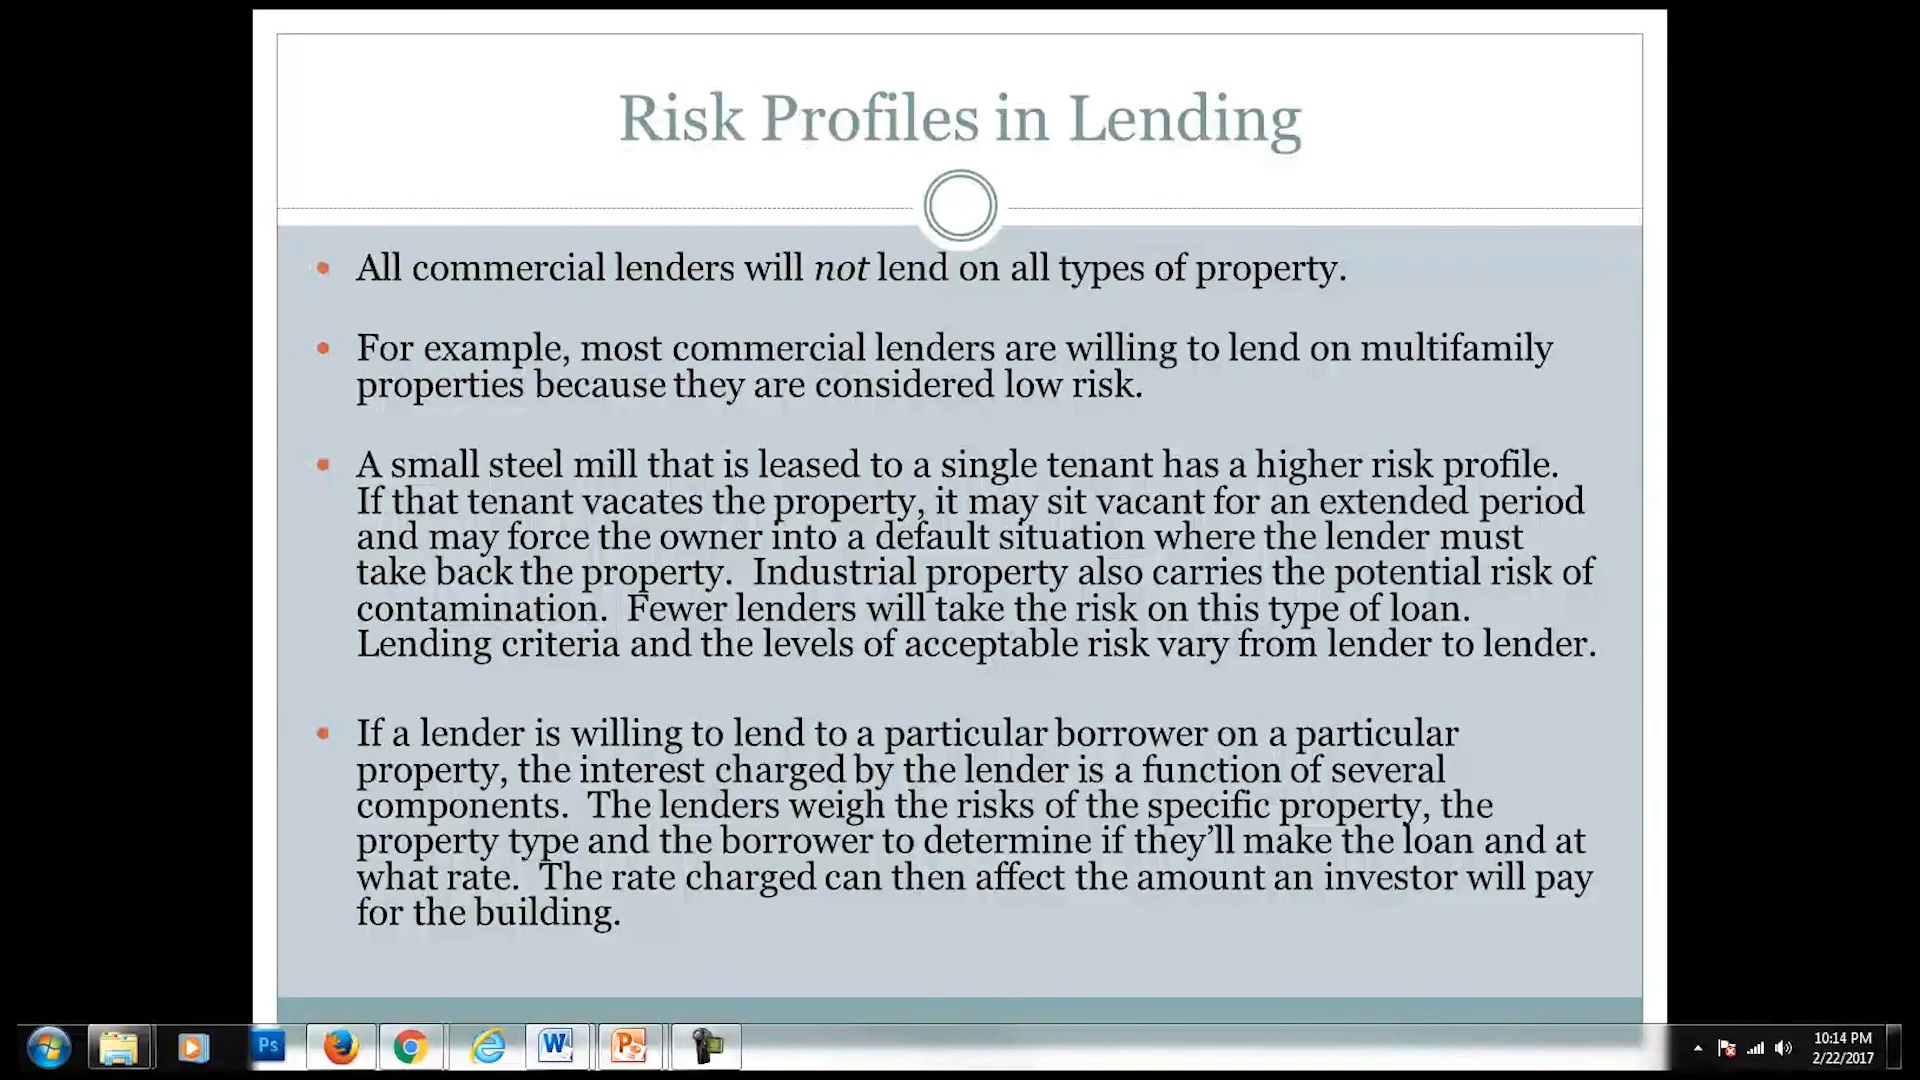 Risk Profiles in Lending
• All commercial lenders will not lend on all types of property.
• For example, most commercial lenders are willing to lend on multifamily
properties because they are considered low risk.
• A small steel mill that is leased to a single tenant has a higher risk profile.
If that tenant vacates the property, it may sit vacant for an extended period
and may force the owner into a default situation where the lender must
take back the property.  Industrial property also carries the potential risk of
contamination.  Fewer lenders will take the risk on this type of loan.
Lending criteria and the levels of acceptable risk vary from lender to lender.
• If a lender is willing to lend to a particular borrower on a particular
property, the interest charged by the lender is a function of several
components.  The lenders weigh the risks of the specific property, the
property type and the borrower to determine if they’ll make the loan and at
what rate.  The rate charged can then affect the amount an investor will pay
for the building.
Ps
W
P
10:14 PM
2/22/2017